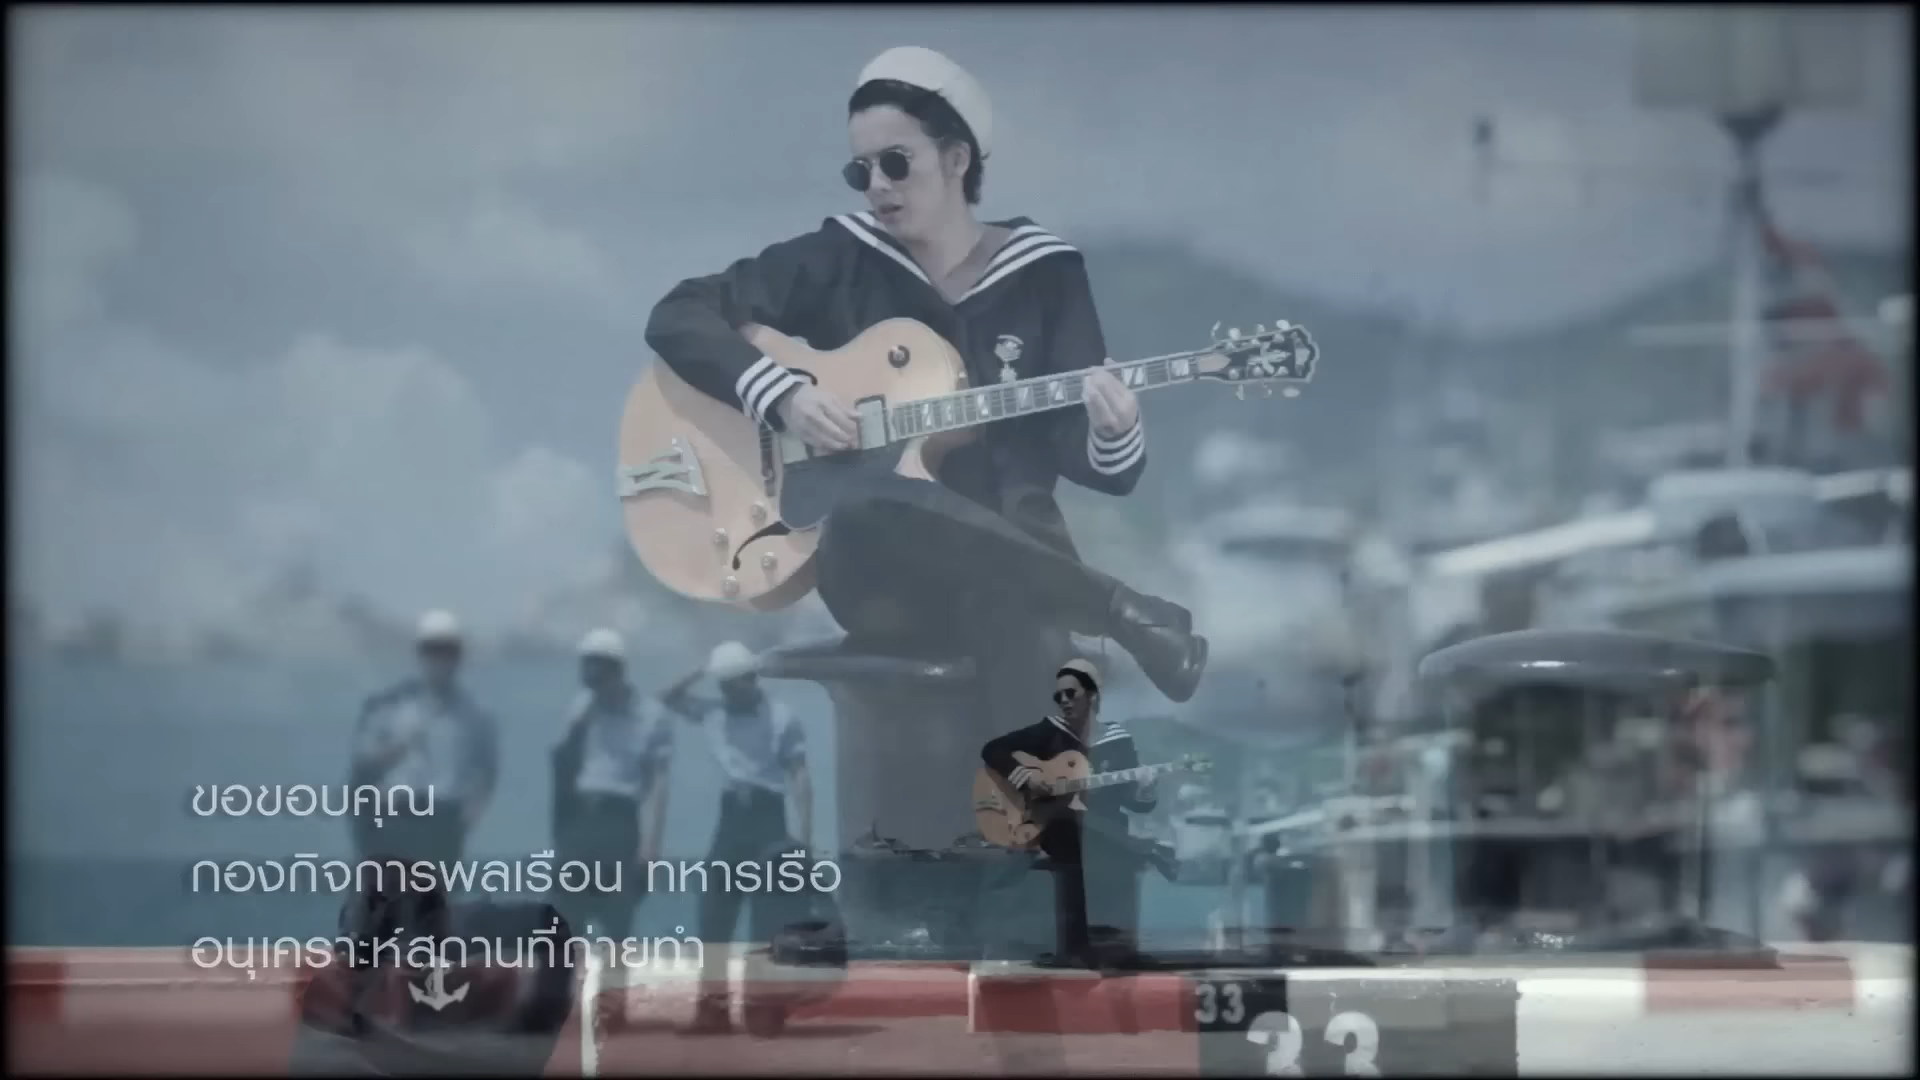 ขอขอบคุณ
กองกิจการพลเรือน ทหารเรือ
อนุเคราะห์สถานที่ถ่ายทำ
33
33